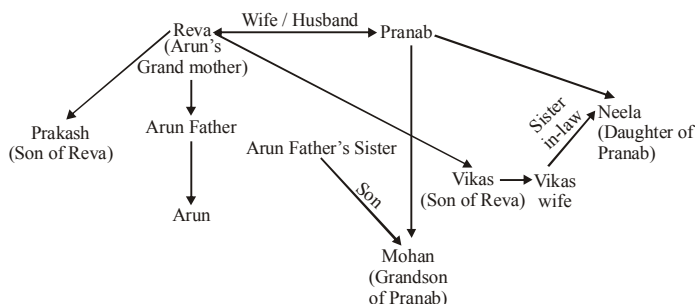 Wife / Husband
Reva
(Arun's
Grand mother)
Pranab
Prakash
(Son of Reva)
Arun Father
Arun
Arun Father's Sister
Son
Mohan
(Grandson
of Pranab)
Vikas
(Son of Reva)
Vikas
wife
Sister
in-law
Neela
(Daughter of
Pranab)